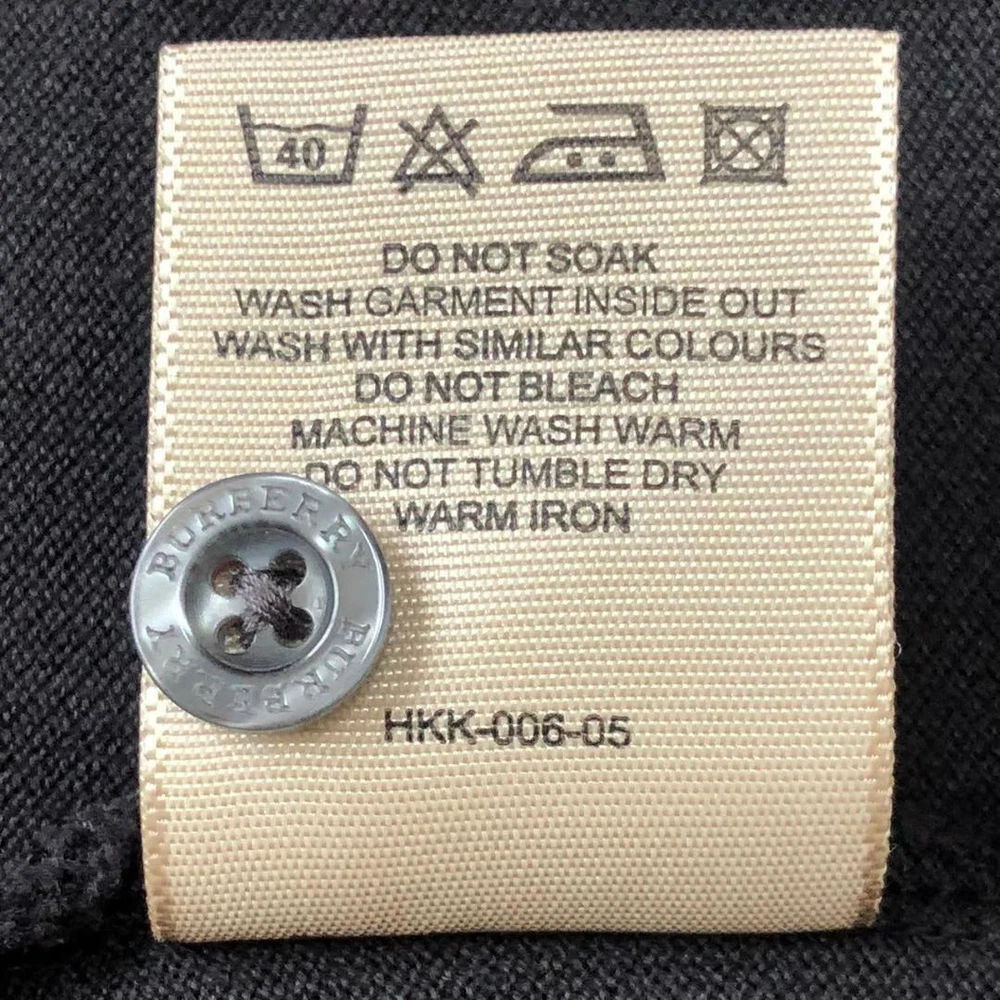 40
DO NOT SOAK
WASH GARMENT INSIDE OUT
WASH WITH SIMILAR COLOURS
DO NOT BLEACH
MACHINE WASH WARM
DO NOT TUMBLE DRY
WARM IRON
BURBERRY
BURBERRY
HKK-006-05